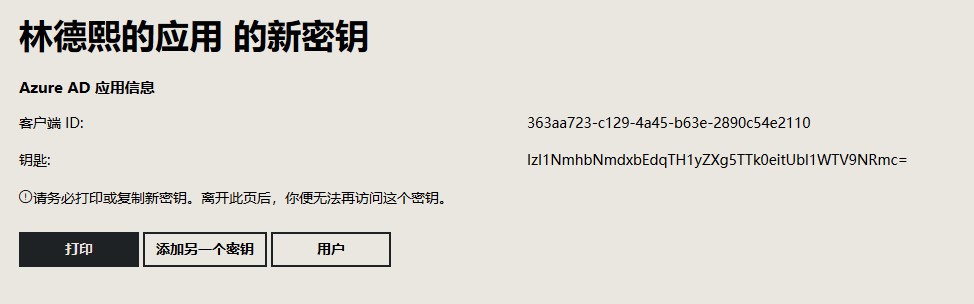 林德熙的应用 的新密钥
Azure AD 应用信息
客户端 ID: 363aa723-c129-4a45-b63e-2890c54e2110
钥匙: IzI1NmhbNmdxbEdqTH1yZXg5TTk0eitUbI1WTV9NRmc=
请务必打印或复制新密钥。离开此页后，你便无法再访问这个密钥。
打印 添加另一个密钥 用户